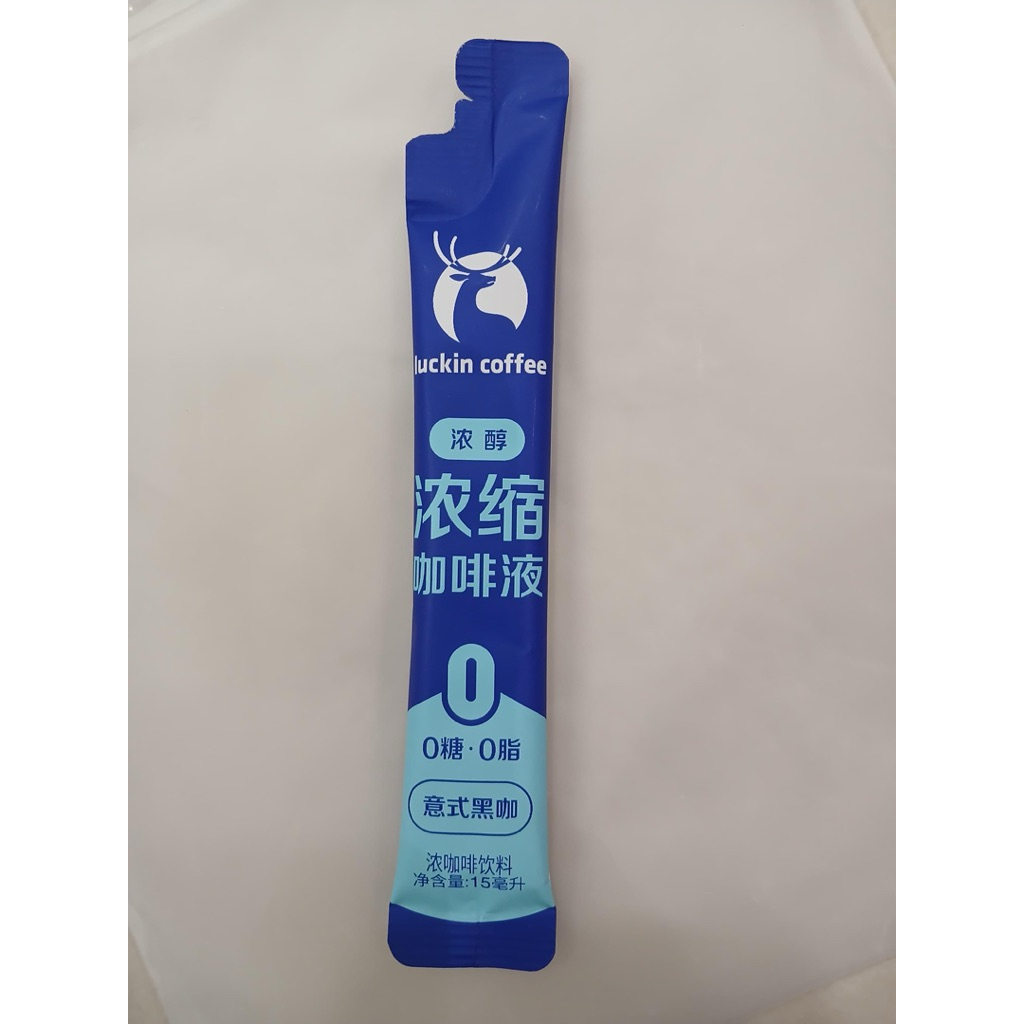 luckin coffee
浓醇
浓缩
咖啡液
0
0糖·0脂
意式黑咖
浓咖啡饮料
净含量:15毫升